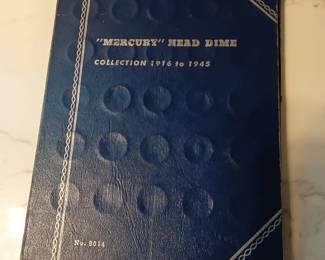 "MERCURY" HEAD DIME
COLLECTION 1916 to 1945
No. 9014